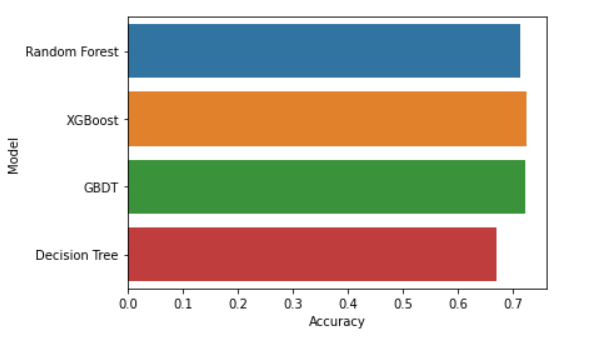 Random Forest
XGBoost
GBDT
Decision Tree
Model
0.0 0.1 0.2 0.3 0.4 0.5 0.6 0.7
Accuracy